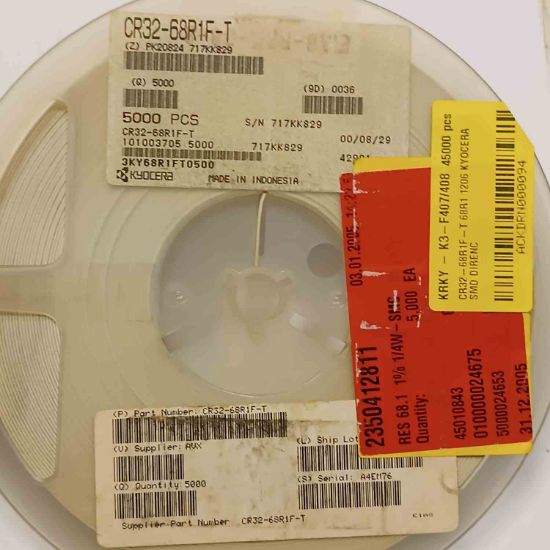 CR32-68R1F-T
(Z) PK20824 717KK829
(Q) 5000
(9D) 0036
5000 PCS
S/N 717KK829
CR32-68R1F-T
00/08/29
101003705 5000
717KK829
3KY68R1FT0500
KYOCERA
MADE IN INDONESIA
KRKY - K3-F407/408 45000 pcs
CR32-68R1F-T 68R1 1206 KYOCERA
SMD DİRENC
ACKDRN000094
03.01.2005
2350412811
RES 68.1 1% 1/4W-SMC
Quantity: 5,000 EA
45010843
010000024675
5000024653
31.12.2005
(P) Part Number: CR32-68R1F-T
(V) Supplier: AVX
(L) Ship Lot
(Q) Quantity: 5000
(S) Serial: A4EM76
Supplier Part Number CR32-68R1F-T